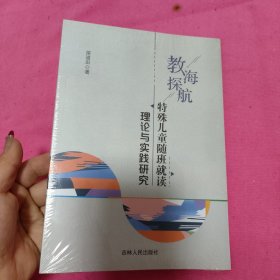 教海探航
特殊儿童随班就读
理论与实践研究
吉林人民出版社